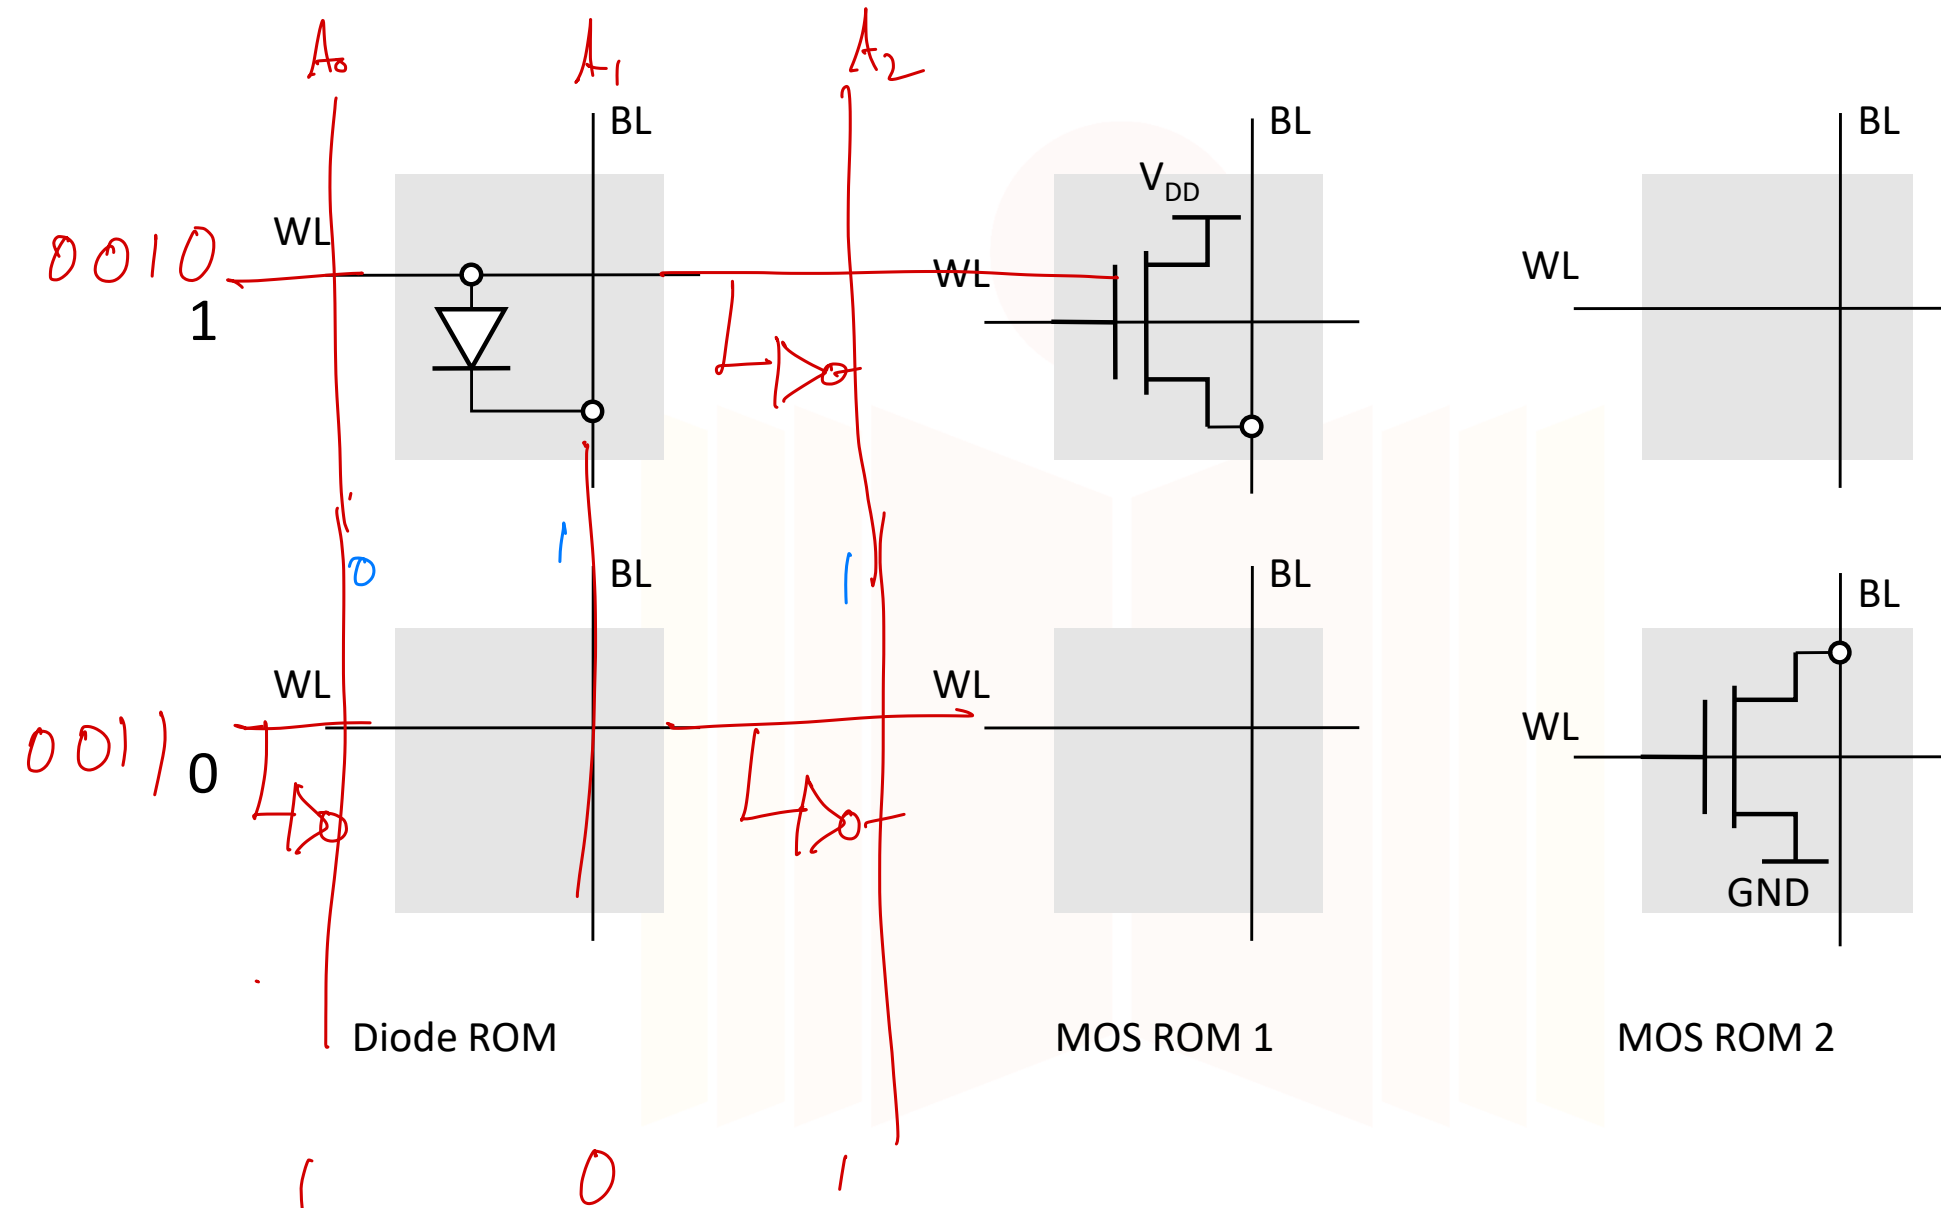 A0 A1 A2
BL BL BL
VDD
WL WL WL
0010
1
0 1 1
BL BL BL
WL WL WL
0011
0
GND
Diode ROM MOS ROM 1 MOS ROM 2
1 0 1